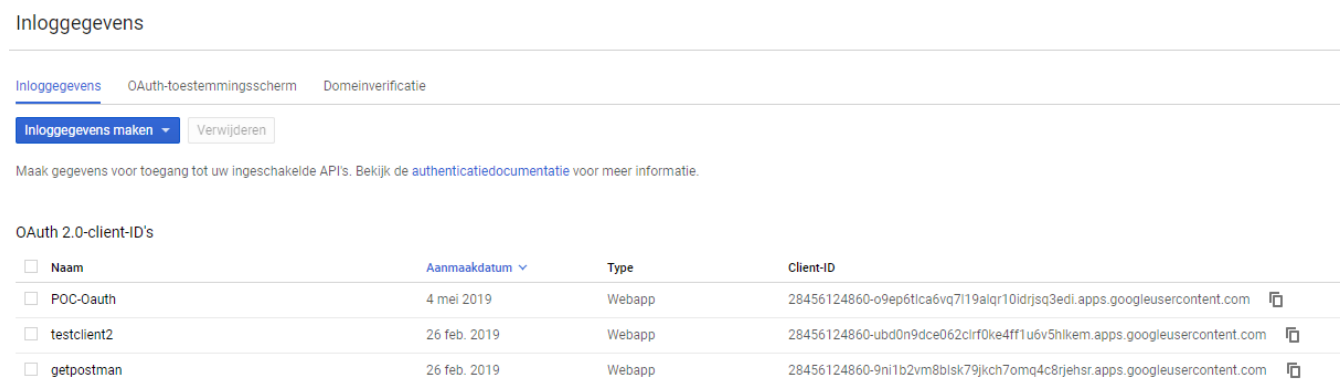 Inloggegevens
Inloggegevens OAuth-toestemmingsscherm Domeinverificatie
Inloggegevens maken Verwijderen
Maak gegevens voor toegang tot uw ingeschakelde API's. Bekijk de authenticatiedocumentatie voor meer informatie.
OAuth 2.0-client-ID's
Naam Aanmaakdatum Type Client-ID
POC-Oauth 4 mei 2019 Webapp 28456124860-o9ep6tlca6vq7l19alqr10idrjsq3edi.apps.googleusercontent.com
testclient2 26 feb. 2019 Webapp 28456124860-ubd0n9dce062clrf0ke4ff1u6v5hlkem.apps.googleusercontent.com
getpostman 26 feb. 2019 Webapp 28456124860-9ni1b2vm8blsk79jkch7omq4c8rjehsr.apps.googleusercontent.com